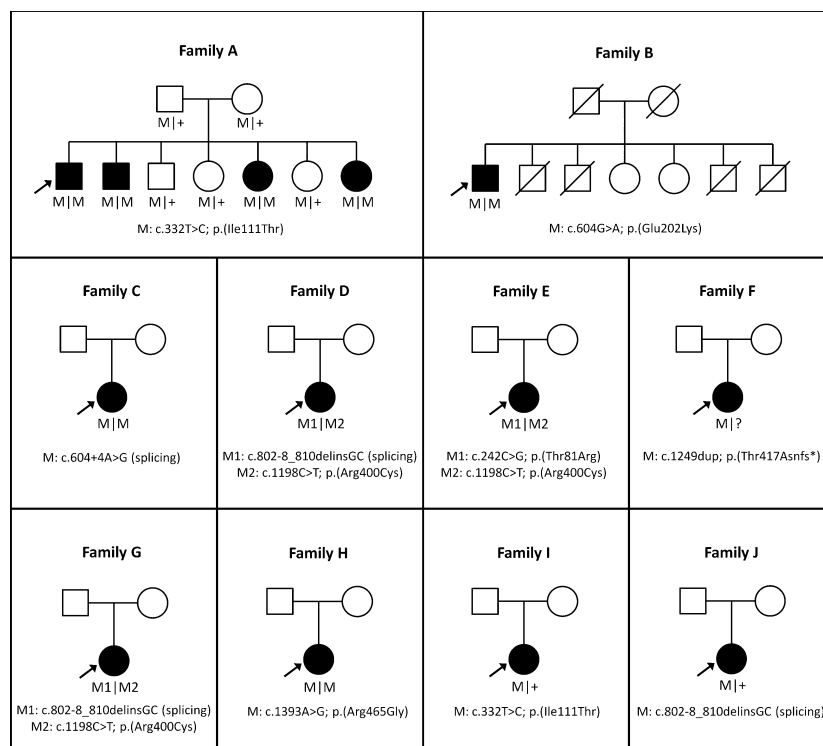 Family A
M|+
M|+
M|M
M|M
M|+
M|+
M|M
M|+
M|M
M: c.332T>C; p.(Ile111Thr)
Family B
M|M
M: c.604G>A; p.(Glu202Lys)
Family C
M|M
M: c.604+4A>G (splicing)
Family D
M1|M2
M1: c.802-8_810delinsGC (splicing)
M2: c.1198C>T; p.(Arg400Cys)
Family E
M1|M2
M1: c.242C>G; p.(Thr81Arg)
M2: c.1198C>T; p.(Arg400Cys)
Family F
M|?
M: c.1249dup; p.(Thr417Asnfs*)
Family G
M1|M2
M1: c.802-8_810delinsGC (splicing)
M2: c.1198C>T; p.(Arg400Cys)
Family H
M|M
M: c.1393A>G; p.(Arg465Gly)
Family I
M|+
M: c.332T>C; p.(Ile111Thr)
Family J
M|+
M: c.802-8_810delinsGC (splicing)